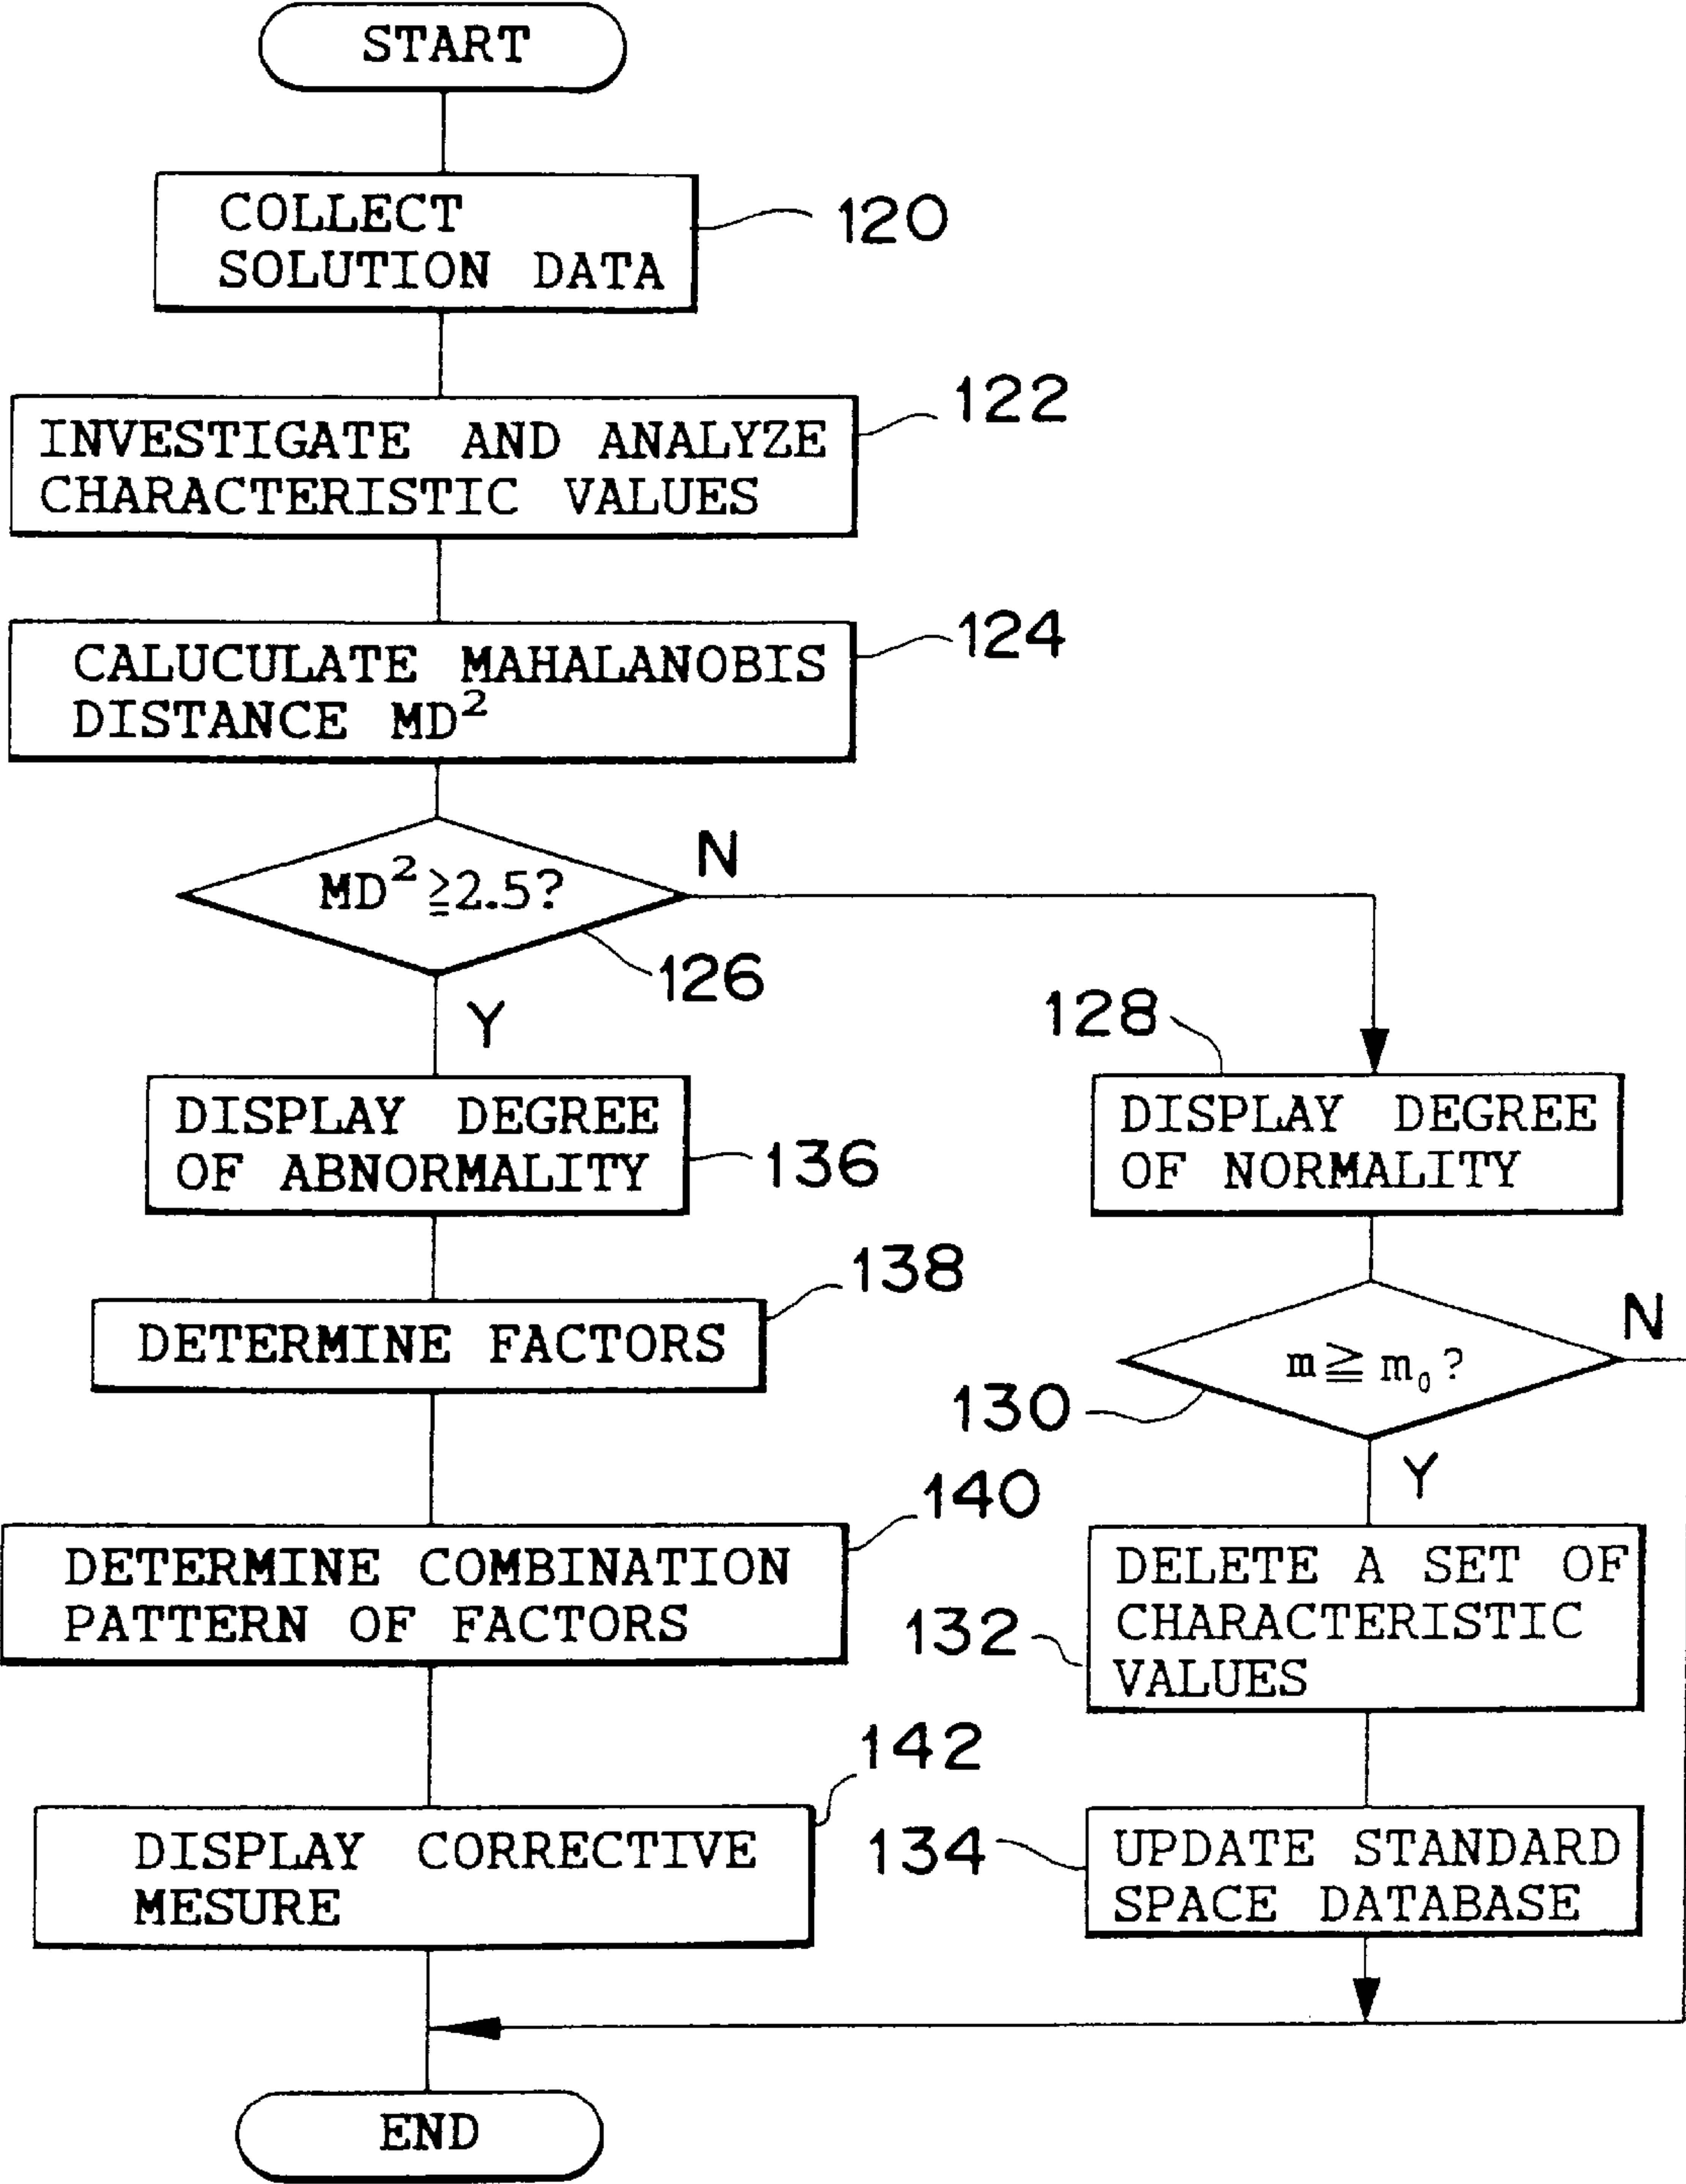 START
COLLECT
SOLUTION DATA
120
INVESTIGATE AND ANALYZE
CHARACTERISTIC VALUES
122
CALUCULATE MAHALANOBIS
DISTANCE MD²
124
MD² ≧ 2.5?
N
126
Y
128
DISPLAY DEGREE
OF ABNORMALITY
136
DISPLAY DEGREE
OF NORMALITY
138
DETERMINE FACTORS
m ≧ m₀ ?
N
130
Y
140
DETERMINE COMBINATION
PATTERN OF FACTORS
DELETE A SET OF
CHARACTERISTIC
VALUES
132
142
DISPLAY CORRECTIVE
MESURE
134
UPDATE STANDARD
SPACE DATABASE
END